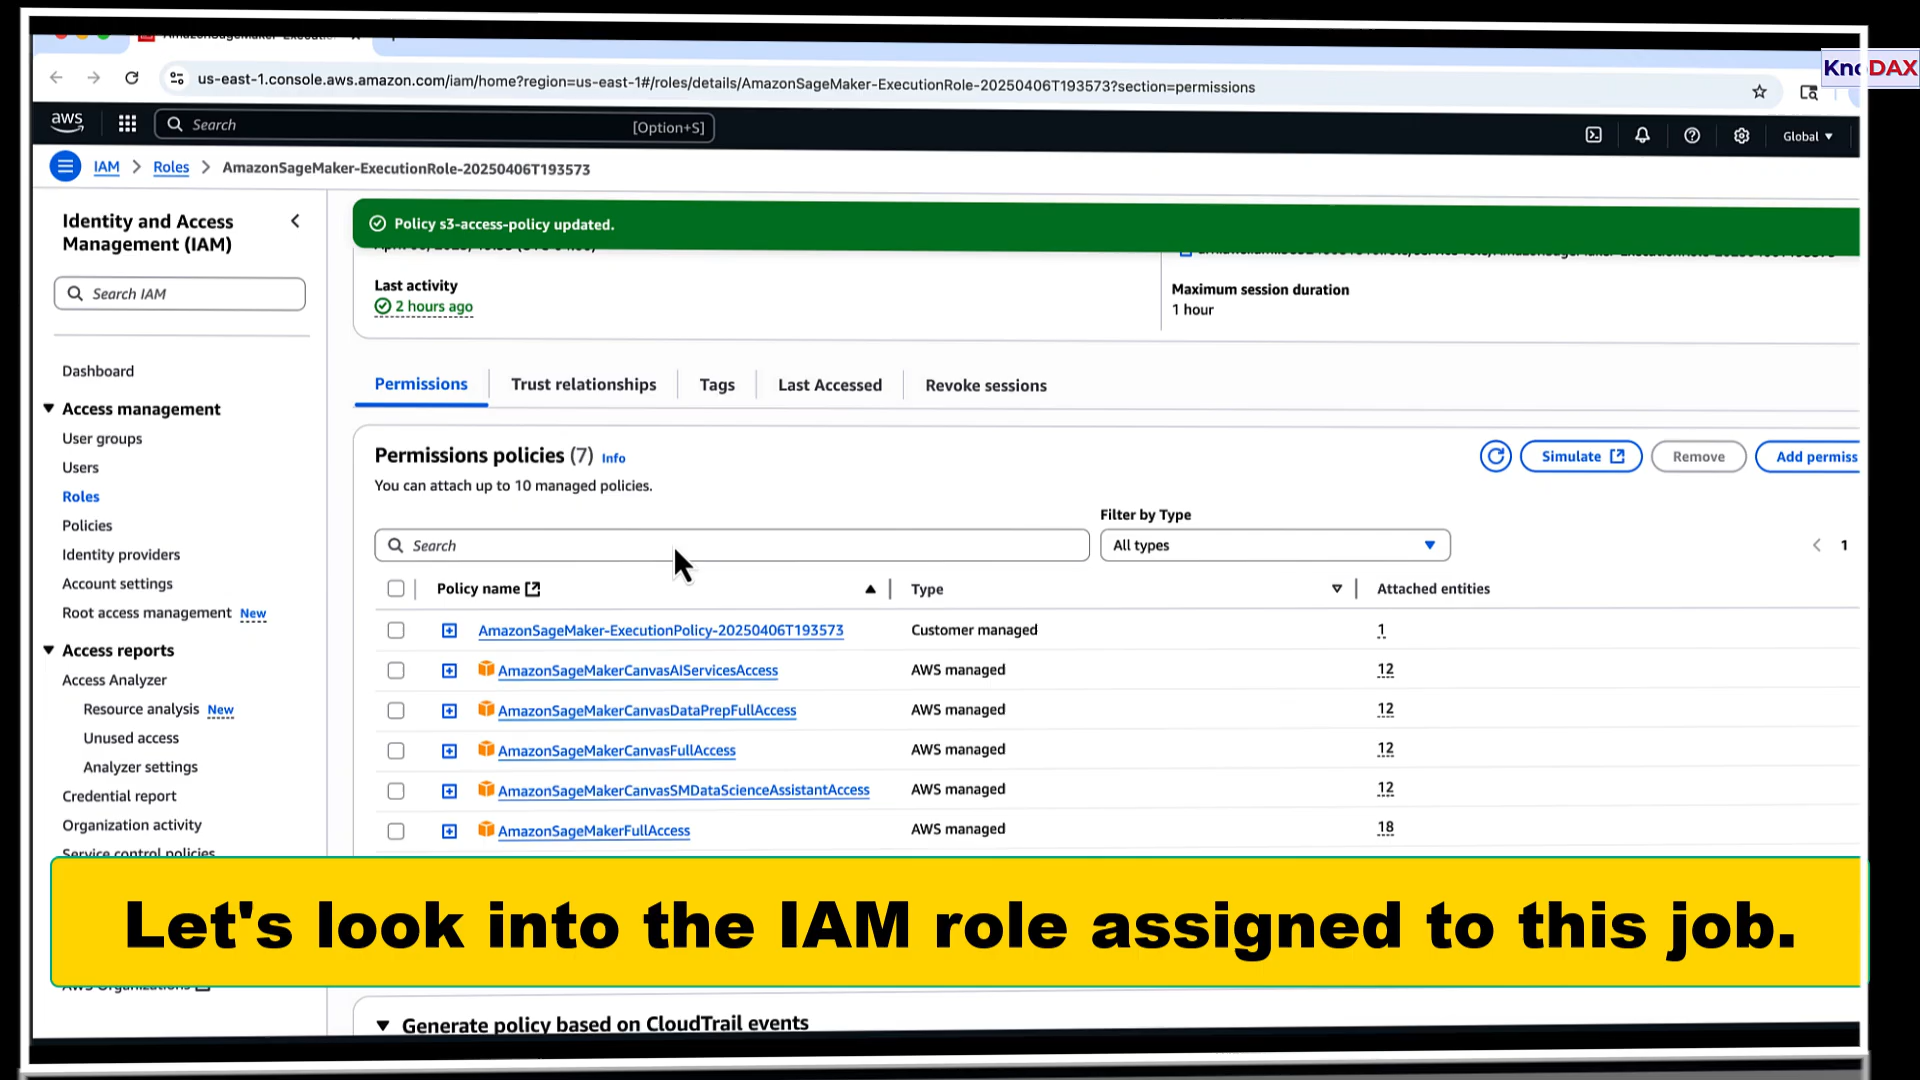 us-east-1.console.aws.amazon.com/iam/home?region=us-east-1#/roles/details/AmazonSageMaker-ExecutionRole-20250406T193573?section=permissions
KnoDAX
aws
Search
[Option+S]
Global
IAM > Roles > AmazonSageMaker-ExecutionRole-20250406T193573
Identity and Access
Management (IAM)
Search IAM
Dashboard
Access management
User groups
Users
Roles
Policies
Identity providers
Account settings
Root access management New
Access reports
Access Analyzer
Resource analysis New
Unused access
Analyzer settings
Credential report
Organization activity
Service control policies
Policy s3-access-policy updated.
Last activity
2 hours ago
Maximum session duration
1 hour
Permissions
Trust relationships
Tags
Last Accessed
Revoke sessions
Permissions policies (7) Info
You can attach up to 10 managed policies.
Simulate
Remove
Add permiss
Filter by Type
Search
All types
1
Policy name
Type
Attached entities
AmazonSageMaker-ExecutionPolicy-20250406T193573 Customer managed 1
AmazonSageMakerCanvasAIServicesAccess AWS managed 12
AmazonSageMakerCanvasDataPrepFullAccess AWS managed 12
AmazonSageMakerCanvasFullAccess AWS managed 12
AmazonSageMakerCanvasSMDataScienceAssistantAccess AWS managed 12
AmazonSageMakerFullAccess AWS managed 18
Let's look into the IAM role assigned to this job.
Generate policy based on CloudTrail events